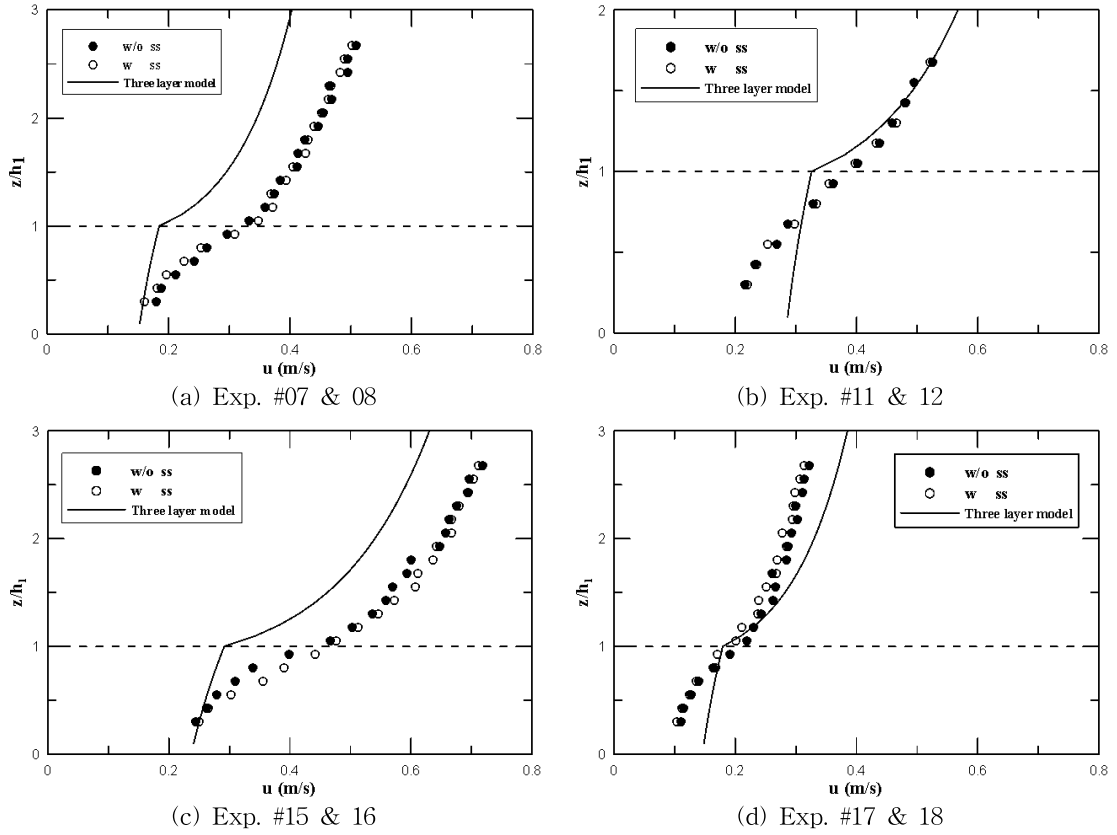 3
2
1
0
z/h1
w/o ss
w ss
Three layer model
0
0.2
0.4
0.6
0.8
u (m/s)
(a) Exp. #07 & 08
2
1
0
z/h1
w/o ss
w ss
Three layer model
0
0.2
0.4
0.6
0.8
u (m/s)
(b) Exp. #11 & 12
3
2
1
0
z/h1
w/o ss
w ss
Three layer model
0
0.2
0.4
0.6
0.8
u (m/s)
(c) Exp. #15 & 16
3
2
1
0
z/h1
w/o ss
w ss
Three layer model
0
0.2
0.4
0.6
0.8
u (m/s)
(d) Exp. #17 & 18